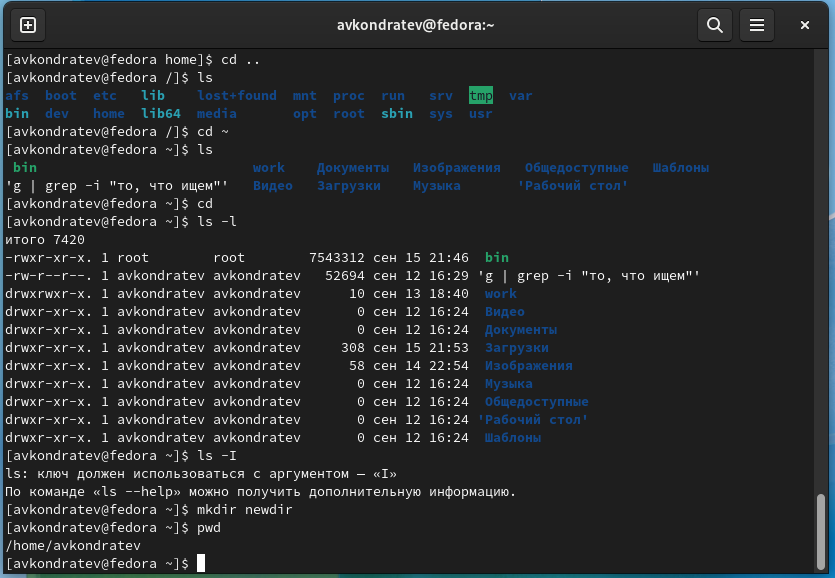 avkondratev@fedora:~
[avkondratev@fedora home]$ cd ..
[avkondratev@fedora /]$ ls
afs boot etc lib lost+found mnt proc run srv tmp var
bin dev home lib64 media opt root sbin sys usr
[avkondratev@fedora /]$ cd ~
[avkondratev@fedora ~]$ ls
bin work Документы Изображения Общедоступные Шаблоны
'g | grep -i "то, что ищем"' Видео Загрузки Музыка 'Рабочий стол'
[avkondratev@fedora ~]$ cd
[avkondratev@fedora ~]$ ls -l
итого 7420
-rwxr-xr-x. 1 root root 7543312 сен 15 21:46 bin
-rw-r--r--. 1 avkondratev avkondratev 52694 сен 12 16:29 'g | grep -i "то, что ищем"'
drwxrwxr-x. 1 avkondratev avkondratev 10 сен 13 18:40 work
drwxr-xr-x. 1 avkondratev avkondratev 0 сен 12 16:24 Видео
drwxr-xr-x. 1 avkondratev avkondratev 0 сен 12 16:24 Документы
drwxr-xr-x. 1 avkondratev avkondratev 308 сен 15 21:53 Загрузки
drwxr-xr-x. 1 avkondratev avkondratev 58 сен 14 22:54 Изображения
drwxr-xr-x. 1 avkondratev avkondratev 0 сен 12 16:24 Музыка
drwxr-xr-x. 1 avkondratev avkondratev 0 сен 12 16:24 Общедоступные
drwxr-xr-x. 1 avkondratev avkondratev 0 сен 12 16:24 'Рабочий стол'
drwxr-xr-x. 1 avkondratev avkondratev 0 сен 12 16:24 Шаблоны
[avkondratev@fedora ~]$ ls -I
ls: ключ должен использоваться с аргументом — «I»
По команде «ls --help» можно получить дополнительную информацию.
[avkondratev@fedora ~]$ mkdir newdir
[avkondratev@fedora ~]$ pwd
/home/avkondratev
[avkondratev@fedora ~]$